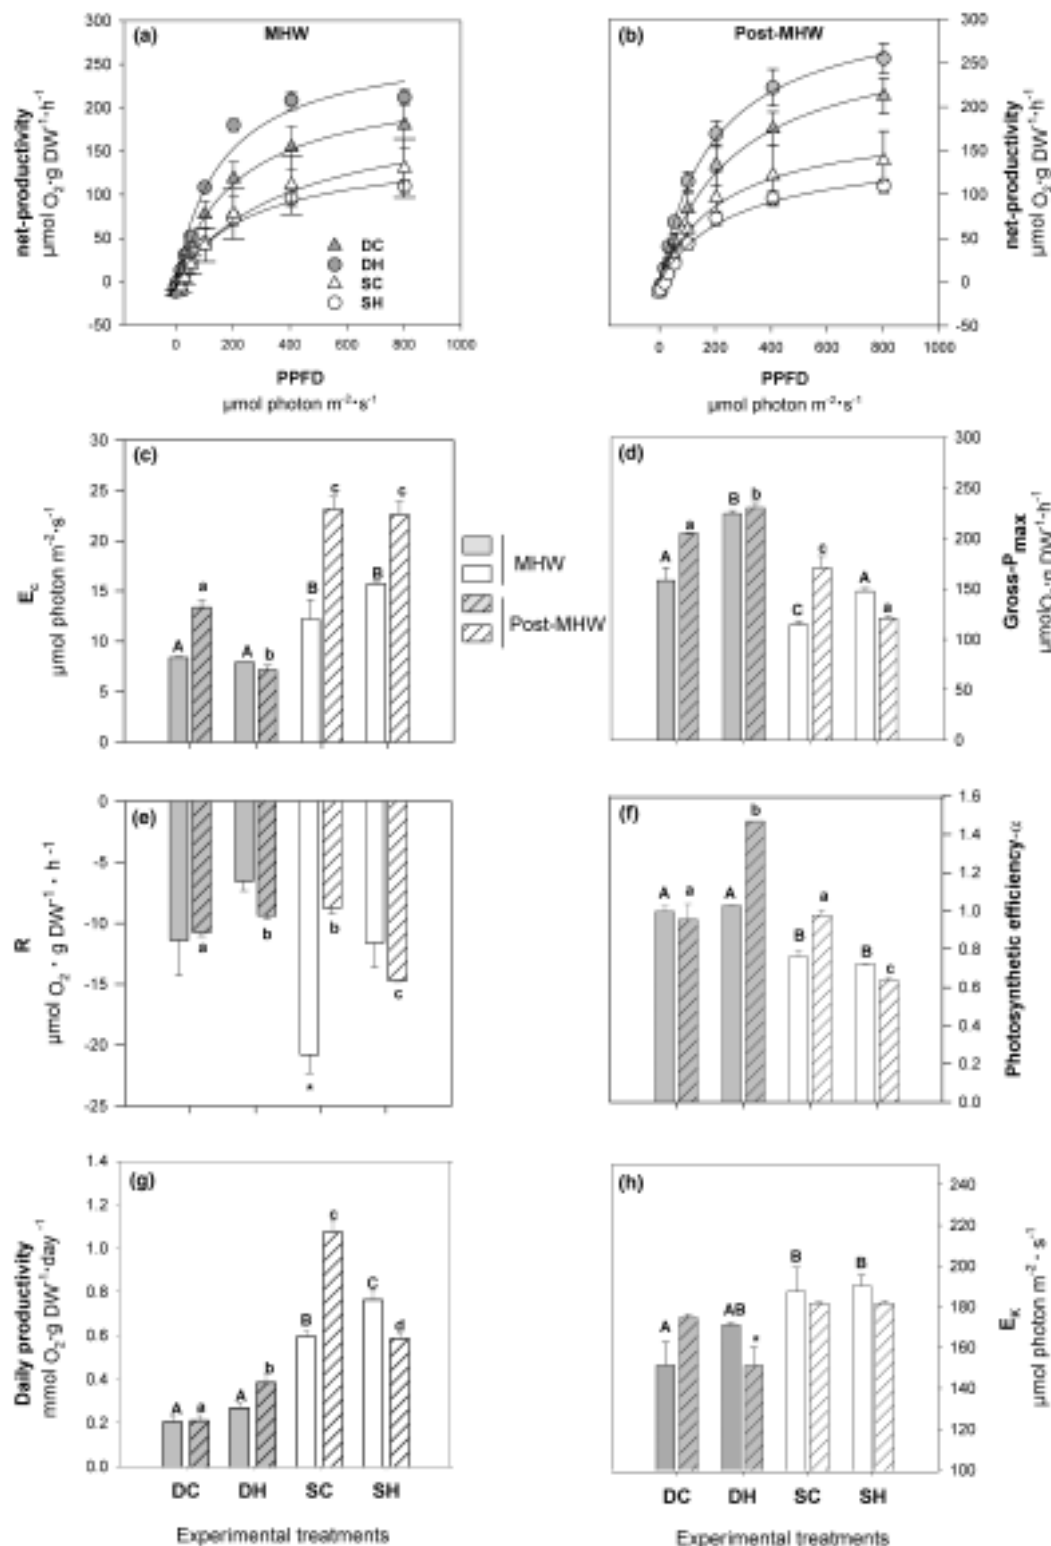 (a) MHW
300
250
200
150
100
50
0
-50
net-productivity
µmol O₂·g DW⁻¹·h⁻¹
DC
DH
SC
SH
0 200 400 600 800 1000
PPFD
µmol photon m⁻²·s⁻¹
(b) Post-MHW
300
250
200
150
100
50
0
-50
net-productivity
µmol O₂·g DW⁻¹·h⁻¹
0 200 400 600 800 1000
PPFD
µmol photon m⁻²·s⁻¹
(c)
30
25
20
15
10
5
0
E_c
µmol photon m⁻²·s⁻¹
A a A b B c B c
MHW
Post-MHW
(d)
300
250
200
150
100
50
0
Gross-P_max
µmolO₂·g DW⁻¹·h⁻¹
A a B b C c A a
(e)
0
-5
-10
-15
-20
-25
R
µmol O₂ · g DW⁻¹ · h⁻¹
a b * b c
(f)
1.6
1.4
1.2
1.0
0.8
0.6
0.4
0.2
0.0
Photosynthetic efficiency-α
A a A b B a B c
(g)
1.4
1.2
1.0
0.8
0.6
0.4
0.2
0.0
Daily productivity
mmol O₂·g DW⁻¹·day⁻¹
A a A b B c C d
DC DH SC SH
Experimental treatments
(h)
240
220
200
180
160
140
120
100
E_K
µmol photon m⁻² · s⁻¹
A AB * B B
DC DH SC SH
Experimental treatments